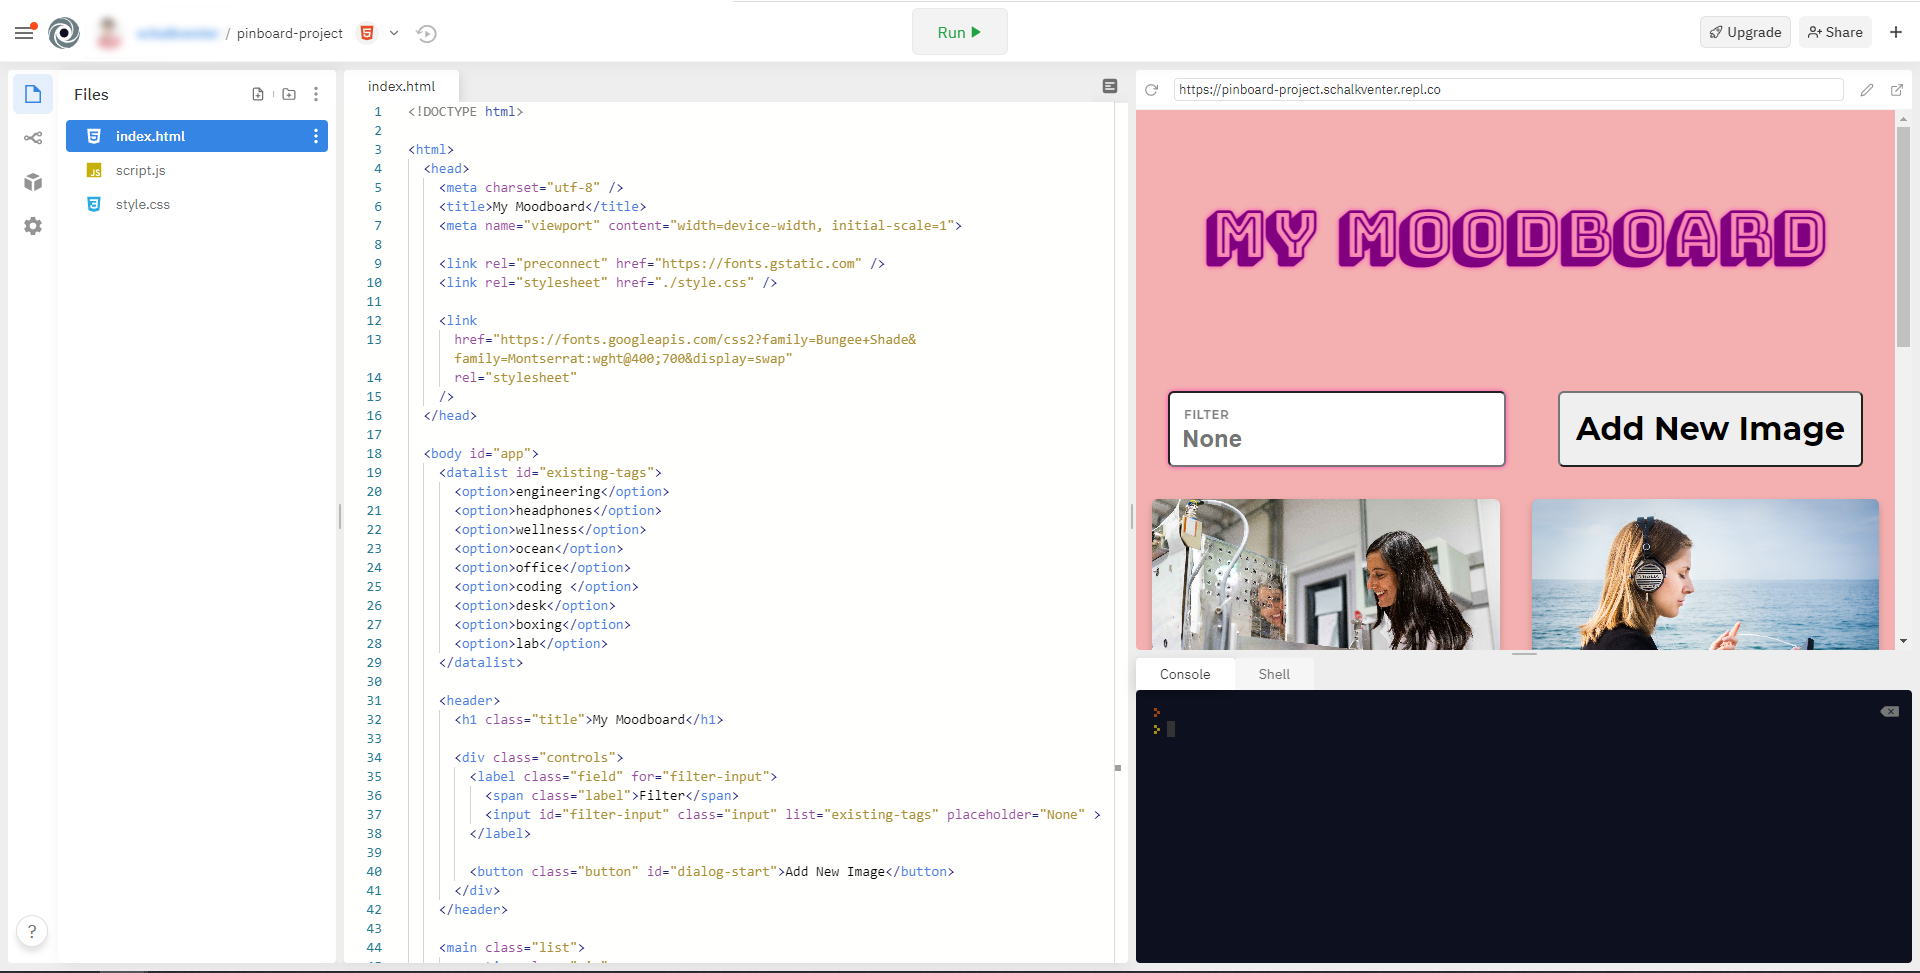 / pinboard-project
Run
Upgrade
Share
Files
index.html
JS script.js
style.css
?
index.html
1 <!DOCTYPE html>
2
3 <html>
4 <head>
5 <meta charset="utf-8" />
6 <title>My Moodboard</title>
7 <meta name="viewport" content="width=device-width, initial-scale=1">
8
9 <link rel="preconnect" href="https://fonts.gstatic.com" />
10 <link rel="stylesheet" href="./style.css" />
11
12 <link
13 href="https://fonts.googleapis.com/css2?family=Bungee+Shade&
family=Montserrat:wght@400;700&display=swap"
14 rel="stylesheet"
15 />
16 </head>
17
18 <body id="app">
19 <datalist id="existing-tags">
20 <option>engineering</option>
21 <option>headphones</option>
22 <option>wellness</option>
23 <option>ocean</option>
24 <option>office</option>
25 <option>coding </option>
26 <option>desk</option>
27 <option>boxing</option>
28 <option>lab</option>
29 </datalist>
30
31 <header>
32 <h1 class="title">My Moodboard</h1>
33
34 <div class="controls">
35 <label class="field" for="filter-input">
36 <span class="label">Filter</span>
37 <input id="filter-input" class="input" list="existing-tags" placeholder="None" >
38 </label>
39
40 <button class="button" id="dialog-start">Add New Image</button>
41 </div>
42 </header>
43
44 <main class="list">
https://pinboard-project.schalkventer.repl.co
MY MOODBOARD
FILTER
None
Add New Image
Console
Shell
>
>